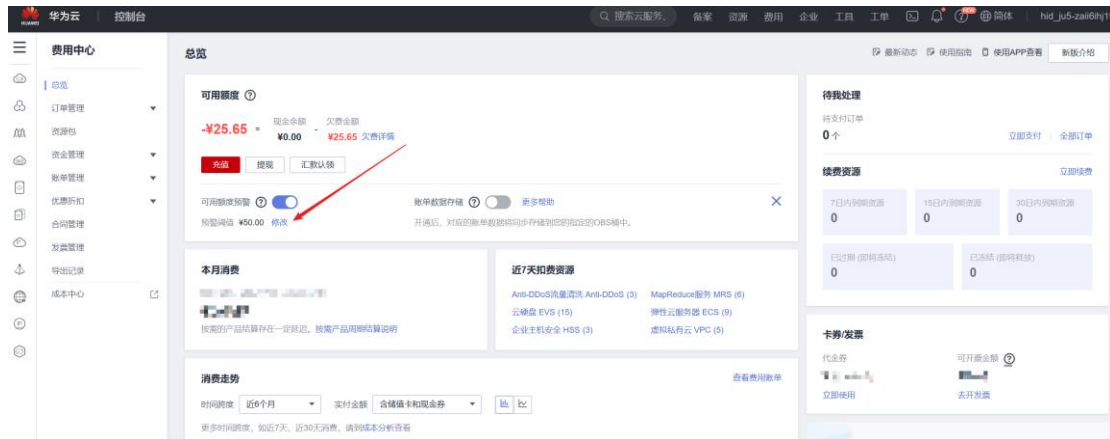 HUAWEI 华为云 控制台 搜索云服务、 备案 资源 费用 企业 工具 工单 NEW 简体 hid_ju5-zaii6ihj1
费用中心
总览
订单管理
资源包
资金管理
账单管理
优惠折扣
合同管理
发票管理
导出记录
成本中心
总览
最新动态 使用指南 使用APP查看 新版介绍
可用额度
现金余额 欠费金额
-¥25.65 = ¥0.00 - ¥25.65 欠费详情
充值 提现 汇款认领
可用额度预警 账单数据存储 更多帮助
预警阈值 ¥50.00 修改 开通后，对应的账单数据将同步存储到您的指定的OBS桶中。
本月消费
按需的产品结算存在一定延迟。按需产品周期结算说明
近7天扣费资源
Anti-DDoS流量清洗 Anti-DDoS (3) MapReduce服务 MRS (6)
云硬盘 EVS (15) 弹性云服务器 ECS (9)
企业主机安全 HSS (3) 虚拟私有云 VPC (5)
消费走势 查看费用账单
时间跨度 近6个月 实付金额 含储值卡和现金券
更多时间跨度，如近7天、近30天消费，请到成本分析查看
待我处理
待支付订单
0 个 立即支付 全部订单
续费资源 立即续费
7日内到期资源 15日内到期资源 30日内到期资源
0 0 0
已过期 (即将冻结) 已冻结 (即将释放)
0 0
卡券/发票
代金券 可开票金额
立即使用 去开发票